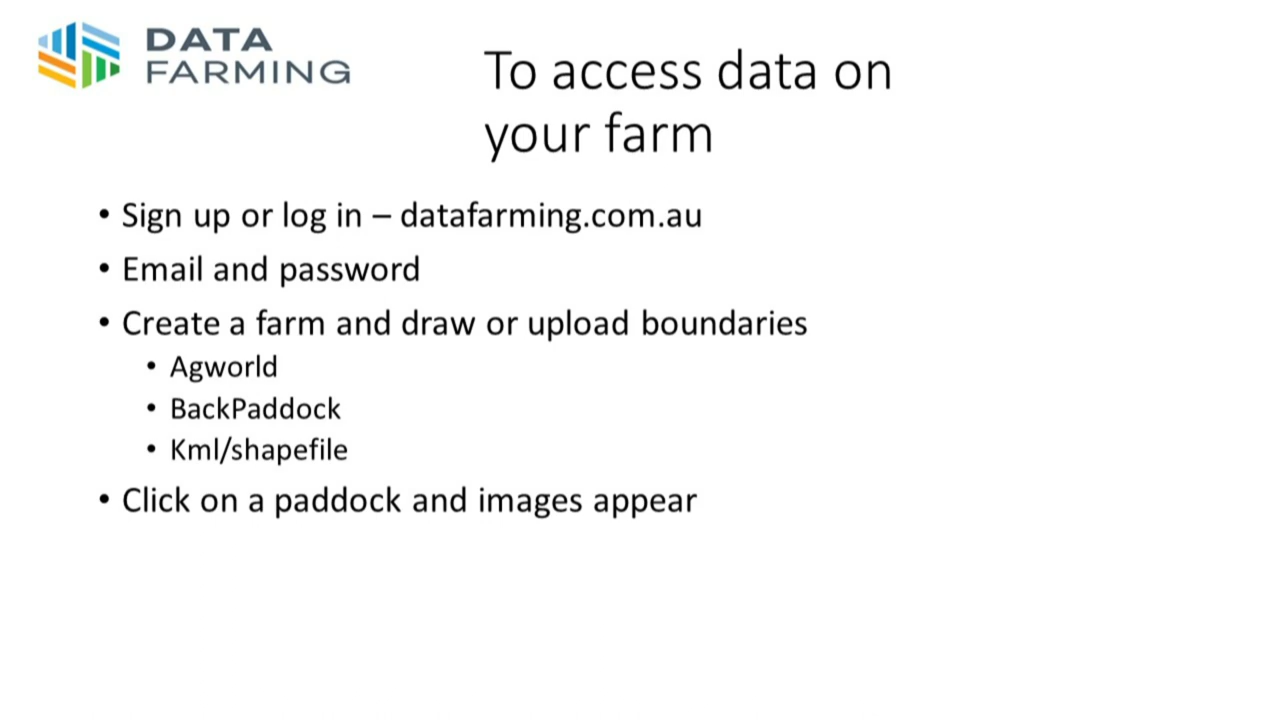 DATA
FARMING
To access data on
your farm
• Sign up or log in – datafarming.com.au
• Email and password
• Create a farm and draw or upload boundaries
• Agworld
• BackPaddock
• Kml/shapefile
• Click on a paddock and images appear